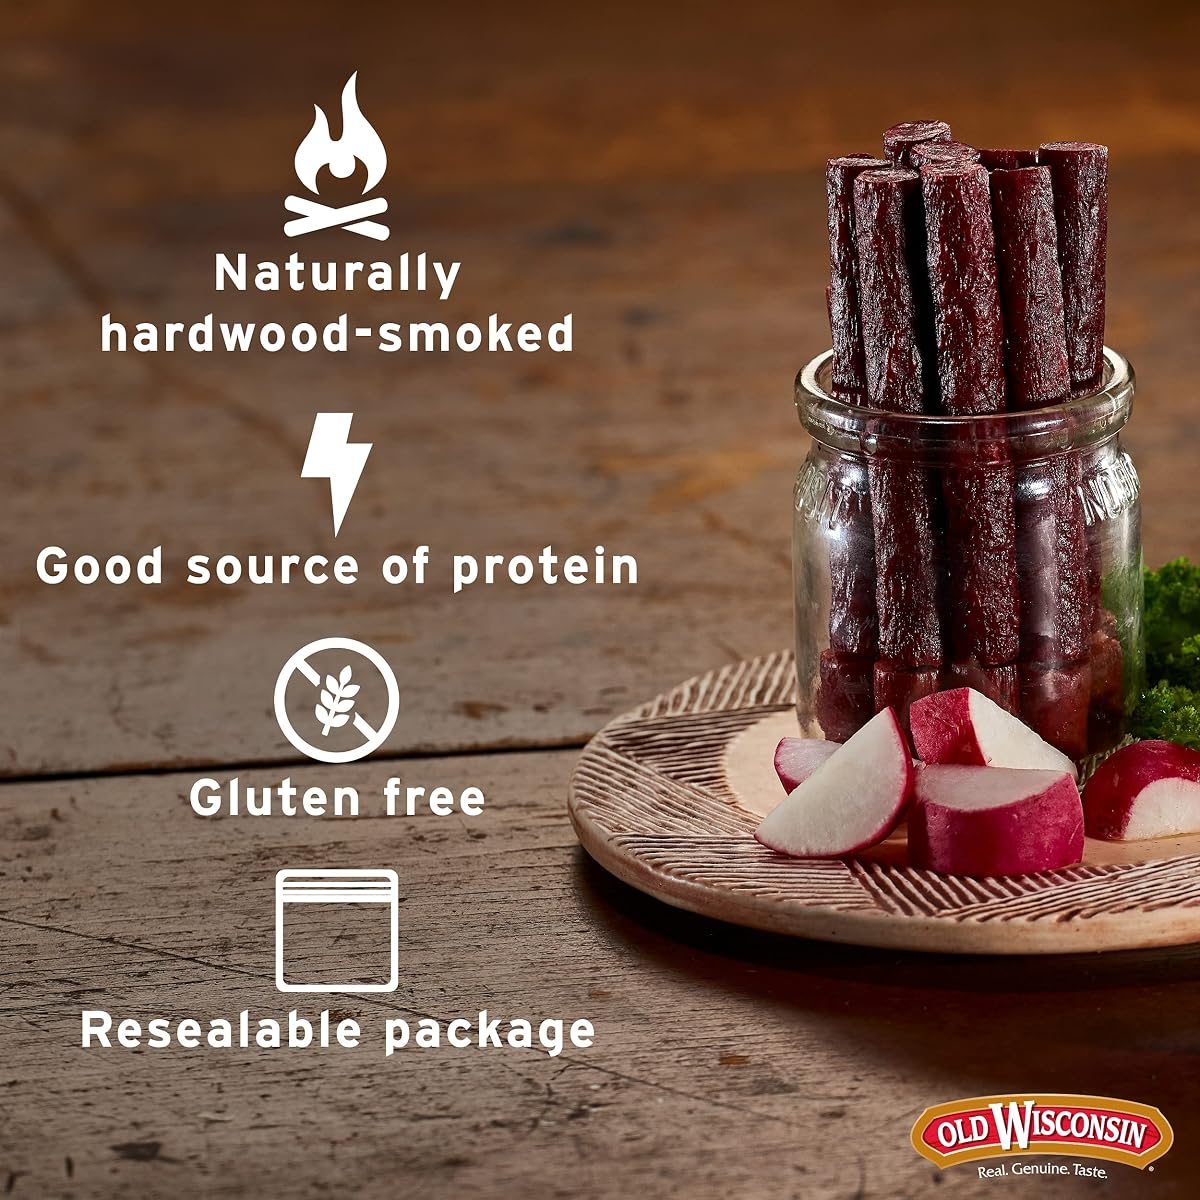 Naturally
hardwood-smoked
Good source of protein
Gluten free
Resealable package
OLD WISCONSIN
Real. Genuine. Taste.